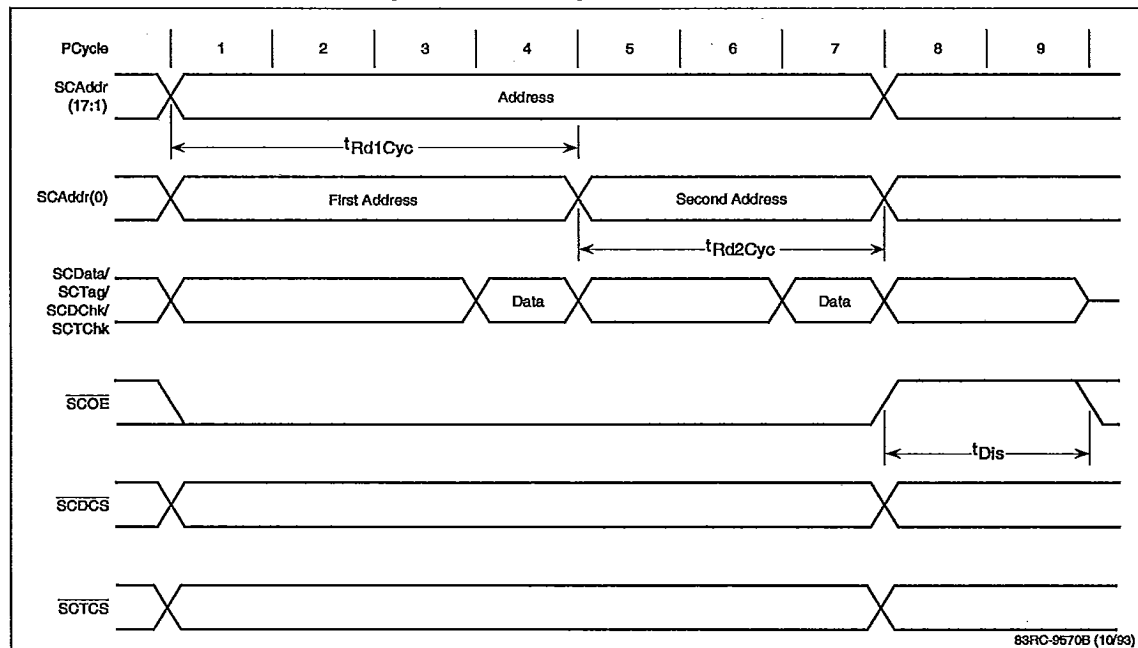 PCycle 1 2 3 4 5 6 7 8 9
SCAddr
(17:1)
Address
tRd1Cyc
SCAddr(0)
First Address
Second Address
tRd2Cyc
SCData/
SCTag/
SCDChk/
SCTChk
Data
Data
SCOE
tDis
SCDCS
SCTCS
83RC-9570B (10/93)